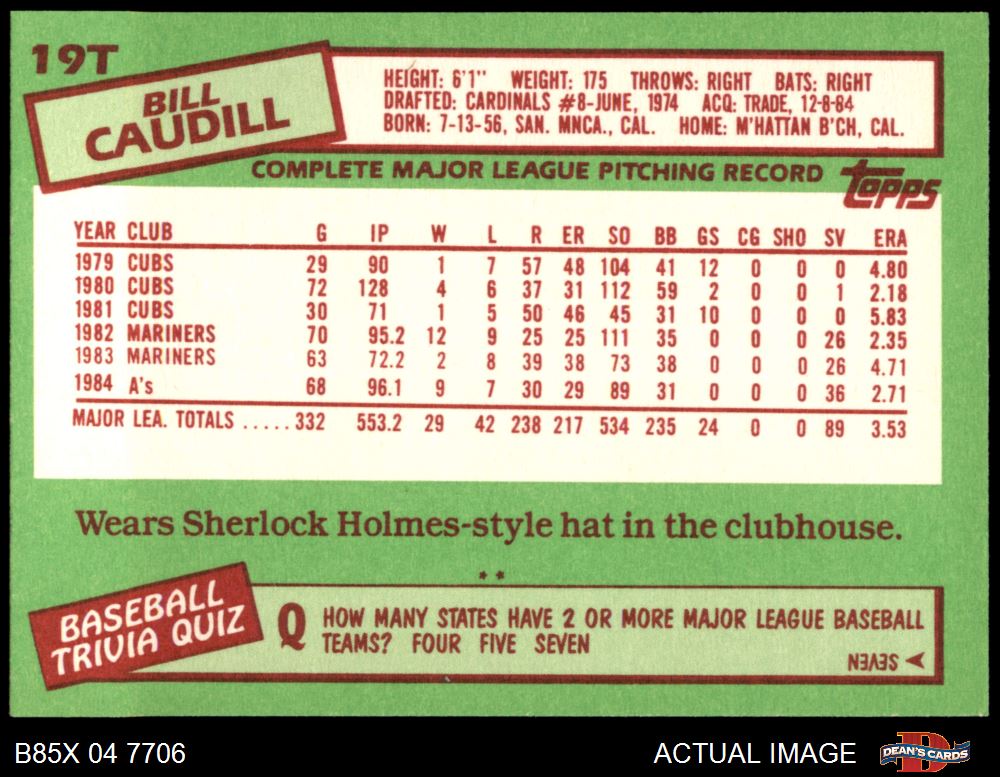 19T
BILL
CAUDILL
HEIGHT: 6'1" WEIGHT: 175 THROWS: RIGHT BATS: RIGHT
DRAFTED: CARDINALS #8-JUNE, 1974 ACQ: TRADE, 12-8-84
BORN: 7-13-56, SAN. MNCA., CAL. HOME: M'HATTAN B'CH, CAL.
COMPLETE MAJOR LEAGUE PITCHING RECORD
topps
YEAR CLUB G IP W L R ER SO BB GS CG SHO SV ERA
1979 CUBS 29 90 1 7 57 48 104 41 12 0 0 0 4.80
1980 CUBS 72 128 4 6 37 31 112 59 2 0 0 1 2.18
1981 CUBS 30 71 1 5 50 46 45 31 10 0 0 0 5.83
1982 MARINERS 70 95.2 12 9 25 25 111 35 0 0 0 26 2.35
1983 MARINERS 63 72.2 2 8 39 38 73 38 0 0 0 26 4.71
1984 A's 68 96.1 9 7 30 29 89 31 0 0 0 36 2.71
MAJOR LEA. TOTALS .....332 553.2 29 42 238 217 534 235 24 0 0 89 3.53
Wears Sherlock Holmes-style hat in the clubhouse.
**
BASEBALL
TRIVIA QUIZ
Q HOW MANY STATES HAVE 2 OR MORE MAJOR LEAGUE BASEBALL
TEAMS? FOUR FIVE SEVEN
SEVEN
B85X 04 7706
ACTUAL IMAGE
DEAN'S CARDS